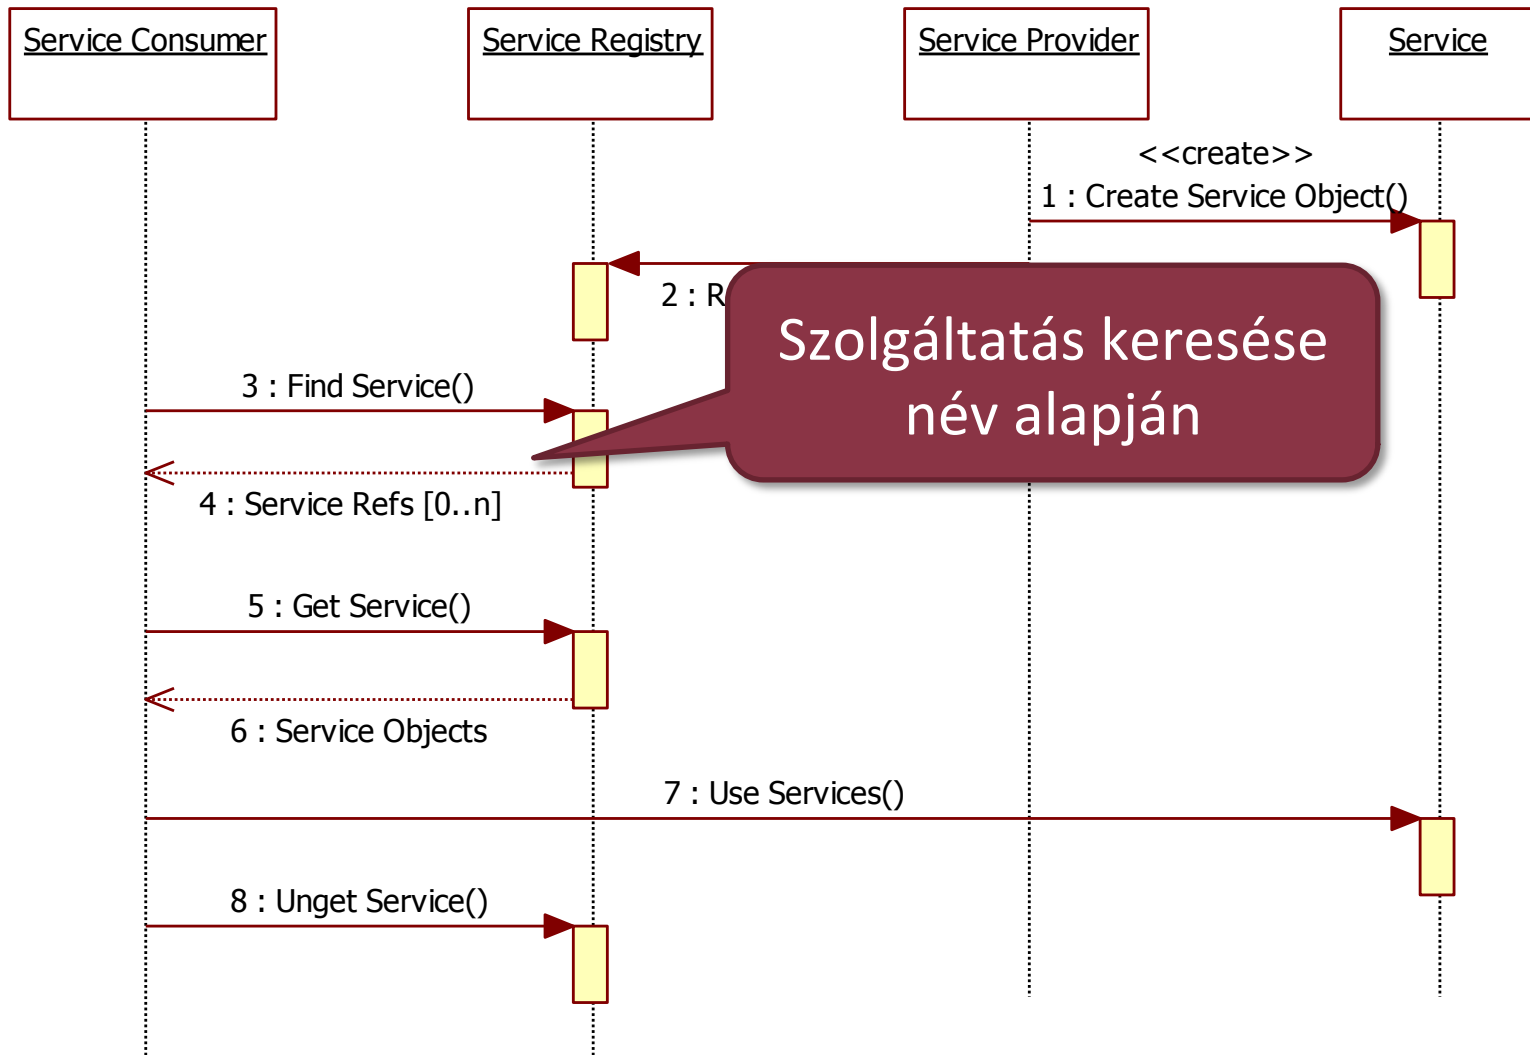 Service Consumer
Service Registry
Service Provider
Service
<<create>>
1 : Create Service Object()
2 : R
Szolgáltatás keresése
név alapján
3 : Find Service()
4 : Service Refs [0..n]
5 : Get Service()
6 : Service Objects
7 : Use Services()
8 : Unget Service()